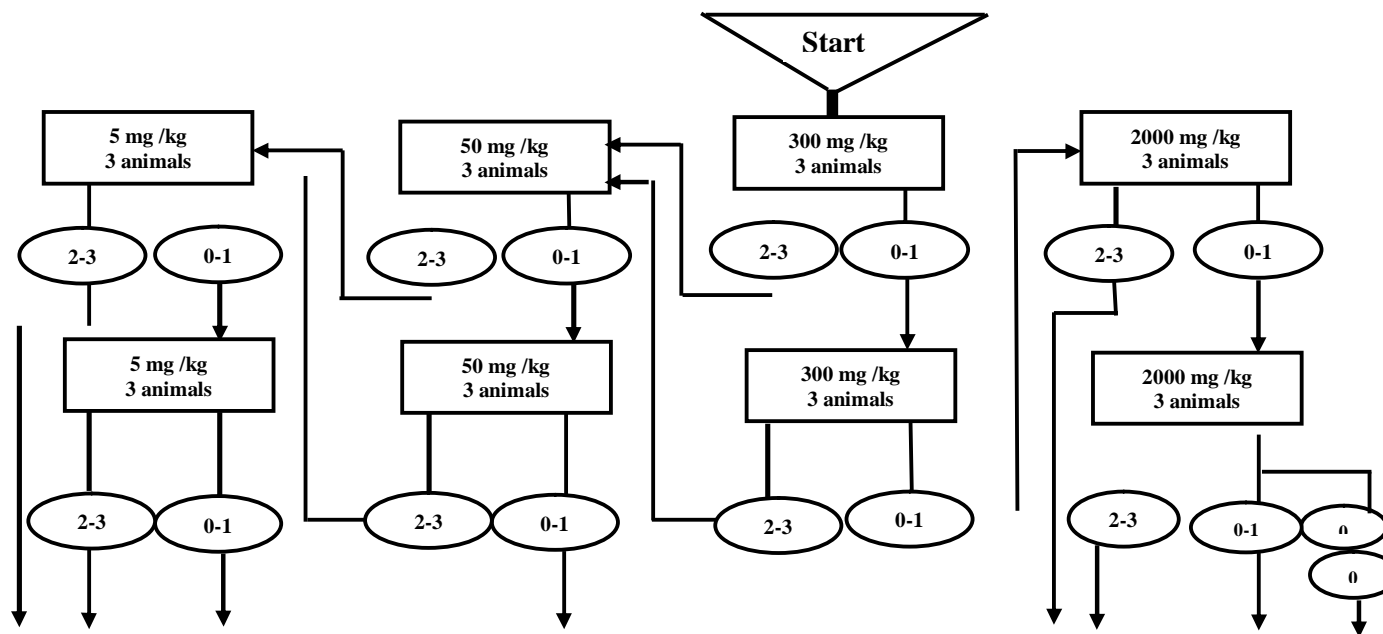 Start
5 mg /kg
3 animals
50 mg /kg
3 animals
300 mg /kg
3 animals
2000 mg /kg
3 animals
2-3
0-1
2-3
0-1
2-3
0-1
2-3
0-1
5 mg /kg
3 animals
50 mg /kg
3 animals
300 mg /kg
3 animals
2000 mg /kg
3 animals
2-3
0-1
2-3
0-1
2-3
0-1
2-3
0-1
0
0